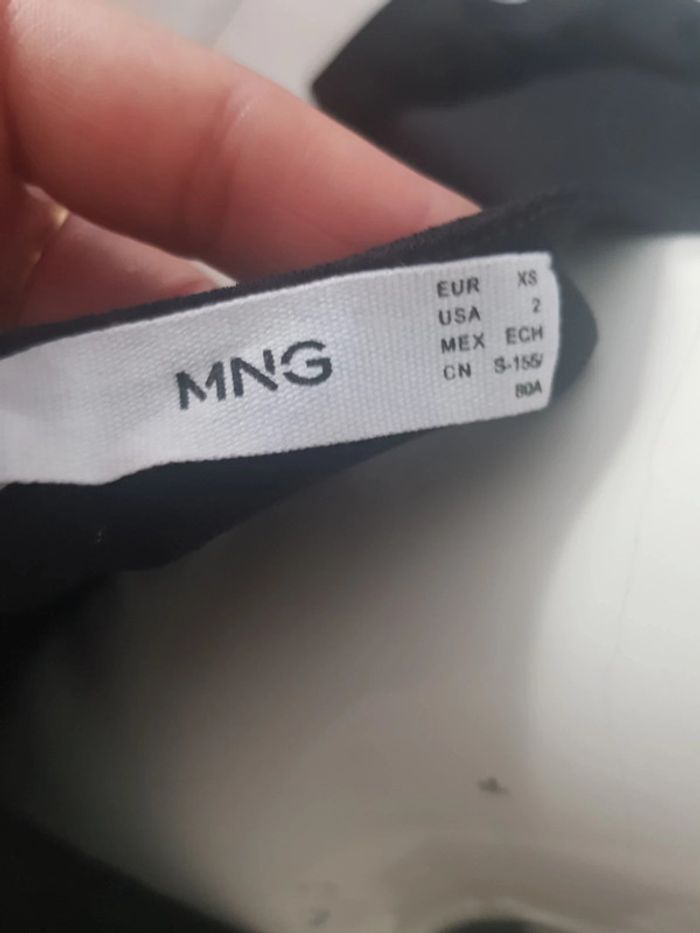 MNG
EUR XS
USA 2
MEX ECH
CN S-155/
80A